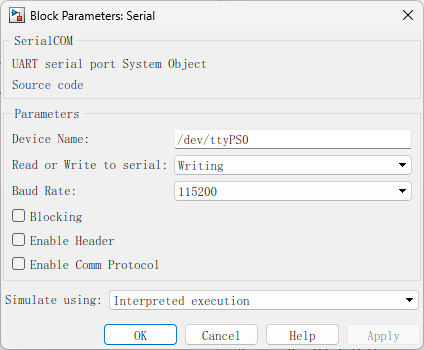 Block Parameters: Serial
SerialCOM
UART serial port System Object
Source code
Parameters
Device Name: /dev/ttyPS0
Read or Write to serial: Writing
Baud Rate: 115200
Blocking
Enable Header
Enable Comm Protocol
Simulate using: Interpreted execution
OK Cancel Help Apply